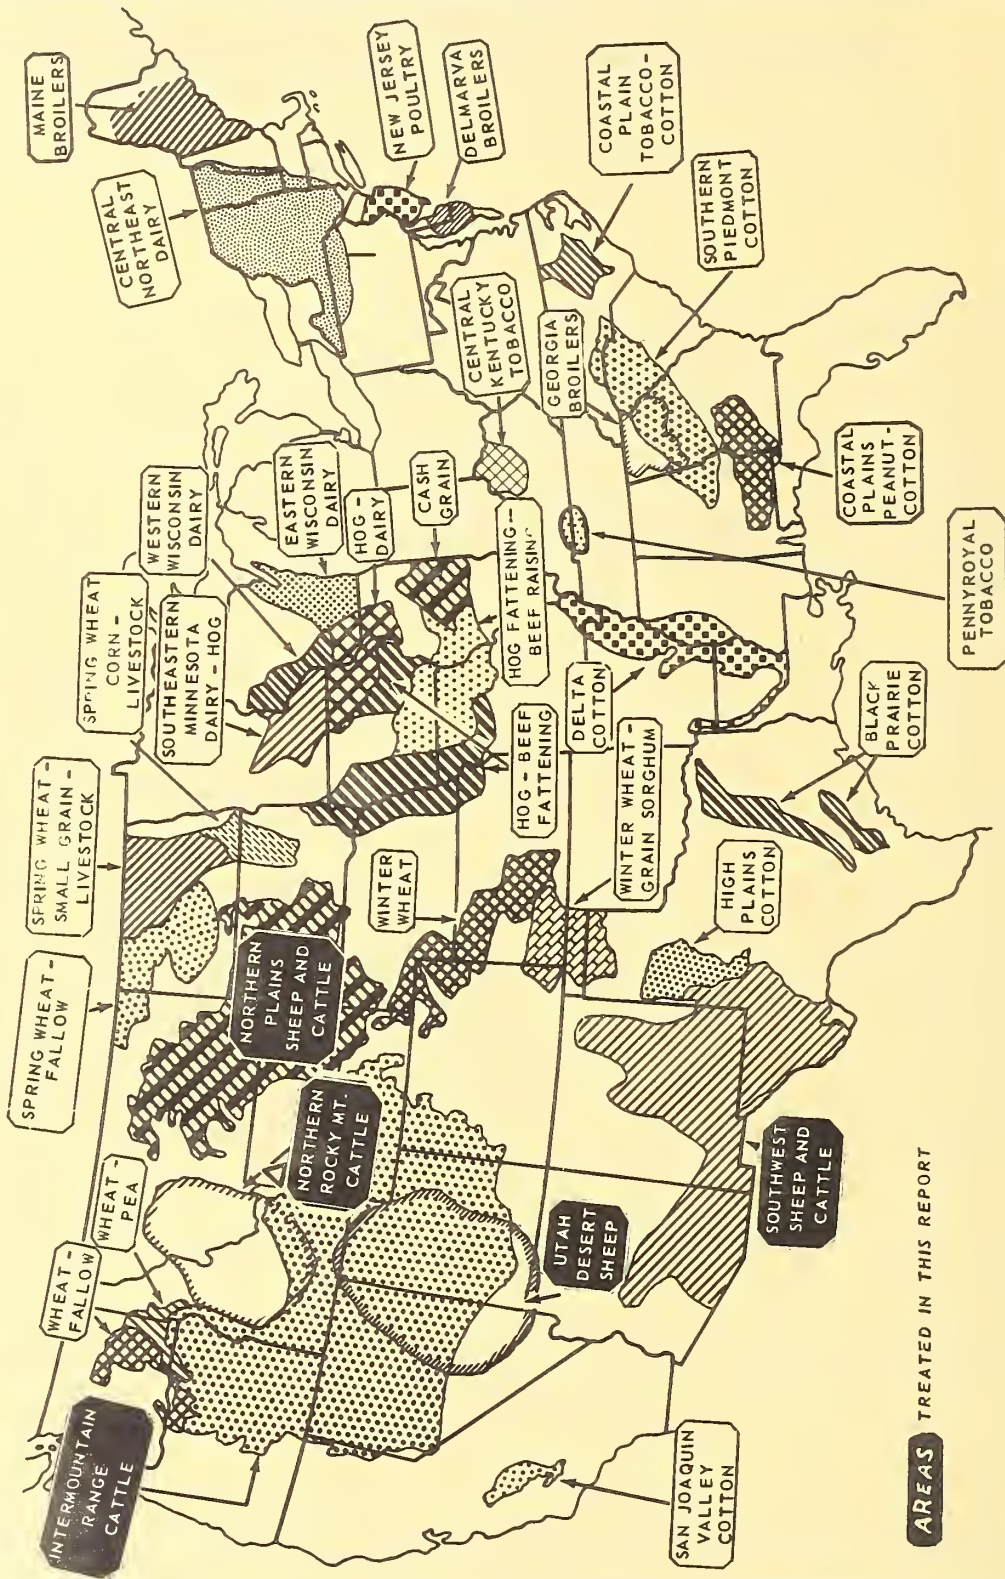 MAINE
BROILERS
CENTRAL
NORTHEAST
DAIRY
NEW JERSEY
POULTRY
DELMARVA
BROILERS
COASTAL
PLAIN
TOBACCO-
COTTON
SOUTHERN
PIEDMONT
COTTON
CENTRAL
KENTUCKY
TOBACCO
GEORGIA
BROILERS
COASTAL
PLAINS
PEANUT-
COTTON
PENNYROYAL
TOBACCO
WESTERN
WISCONSIN
DAIRY
EASTERN
WISCONSIN
DAIRY
HOG-
DAIRY
CASH
GRAIN
HOG FATTENING-
BEEF RAISING
SPRING WHEAT
CORN-
LIVESTOCK
SOUTHEASTERN
MINNESOTA
DAIRY-HOG
DELTA
COTTON
HOG-BEEF
FATTENING
BLACK
PRAIRIE
COTTON
SPRING WHEAT-
SMALL GRAIN-
LIVESTOCK
WINTER
WHEAT
WINTER WHEAT-
GRAIN SORGHUM
HIGH
PLAINS
COTTON
SPRING WHEAT-
FALLOW
NORTHERN
PLAINS
SHEEP AND
CATTLE
NORTHERN
ROCKY MT.
CATTLE
WHEAT-
PEA
WHEAT-
FALLOW
UTAH
DESERT
SHEEP
SOUTHWEST
SHEEP AND
CATTLE
INTERMOUNTAIN
RANGE
CATTLE
SAN JOAQUIN
VALLEY
COTTON
AREAS TREATED IN THIS REPORT